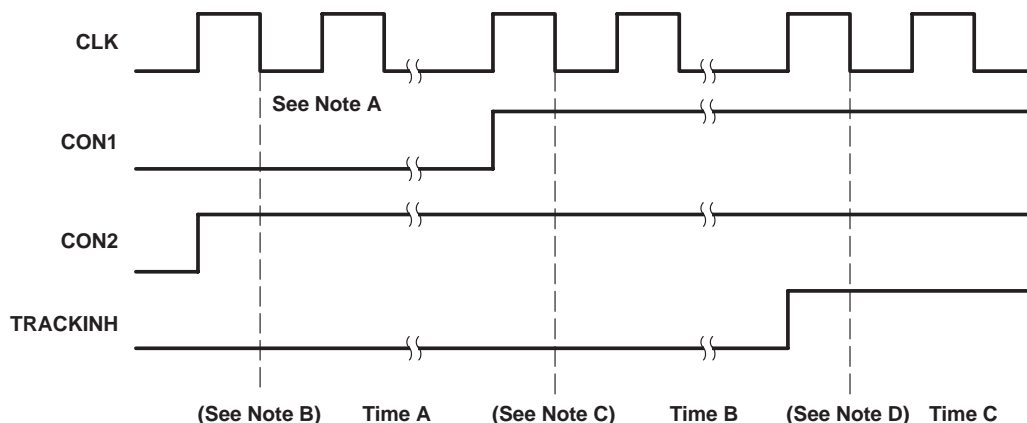 CLK
See Note A
CON1
CON2
TRACKINH
(See Note B) Time A (See Note C) Time B (See Note D) Time C